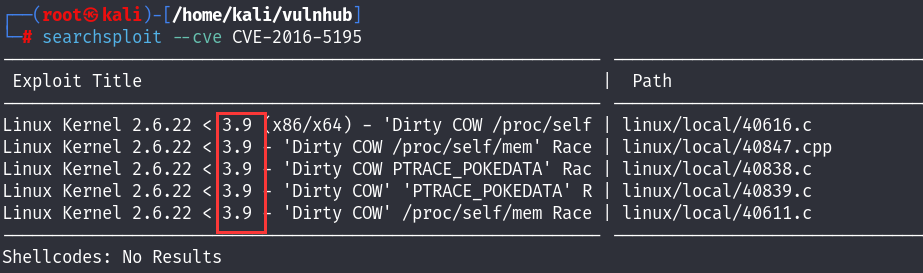 ┌──(root㉿kali)-[/home/kali/vulnhub]
└─# searchsploit --cve CVE-2016-5195
Exploit Title | Path
Linux Kernel 2.6.22 < 3.9 (x86/x64) - 'Dirty COW /proc/self | linux/local/40616.c
Linux Kernel 2.6.22 < 3.9 - 'Dirty COW /proc/self/mem' Race | linux/local/40847.cpp
Linux Kernel 2.6.22 < 3.9 - 'Dirty COW PTRACE_POKEDATA' Rac | linux/local/40838.c
Linux Kernel 2.6.22 < 3.9 - 'Dirty COW' 'PTRACE_POKEDATA' R | linux/local/40839.c
Linux Kernel 2.6.22 < 3.9 - 'Dirty COW' /proc/self/mem Race | linux/local/40611.c
Shellcodes: No Results